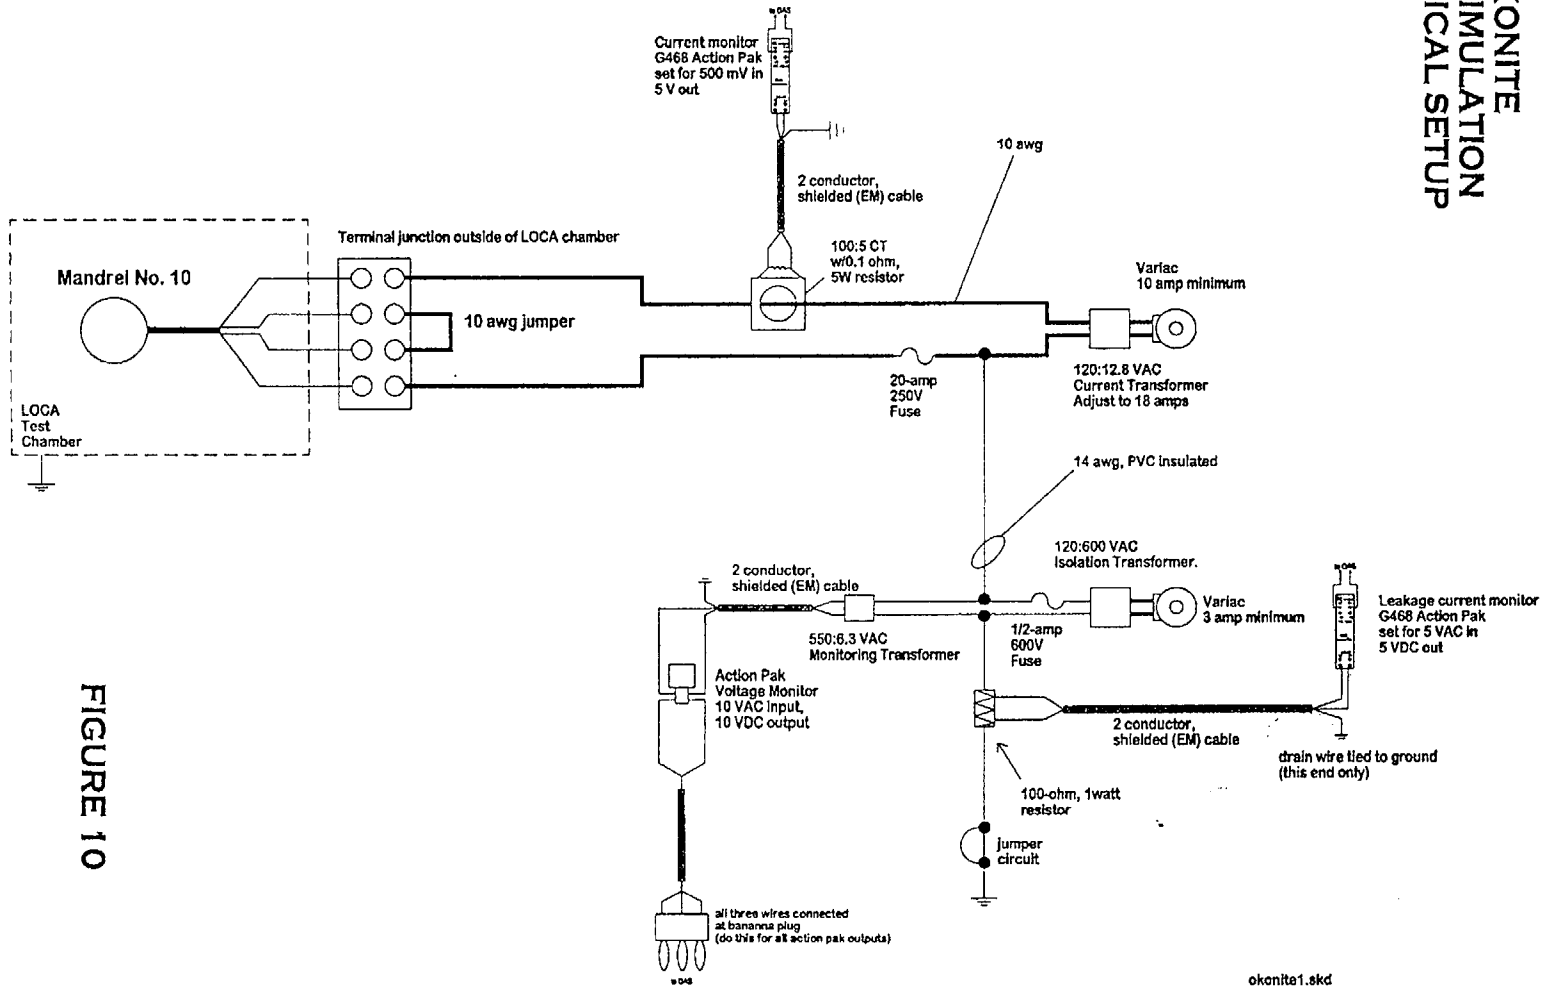 KONITE
IMULATION
ICAL SETUP
to DAS
Current monitor
G468 Action Pak
set for 500 mV in
5 V out
10 awg
2 conductor,
shielded (EM) cable
Terminal junction outside of LOCA chamber
100:5 CT
w/0.1 ohm,
5W resistor
Mandrel No. 10
Variac
10 amp minimum
10 awg jumper
20-amp
250V
Fuse
120:12.8 VAC
Current Transformer
Adjust to 18 amps
LOCA
Test
Chamber
14 awg, PVC insulated
120:600 VAC
Isolation Transformer.
2 conductor,
shielded (EM) cable
to DAS
Variac
3 amp minimum
Leakage current monitor
G468 Action Pak
set for 5 VAC in
5 VDC out
550:6.3 VAC
Monitoring Transformer
1/2-amp
600V
Fuse
Action Pak
Voltage Monitor
10 VAC input,
10 VDC output
2 conductor,
shielded (EM) cable
drain wire tied to ground
(this end only)
100-ohm, 1watt
resistor
jumper
circuit
all three wires connected
at bananna plug
(do this for all action pak outputs)
to DAS
FIGURE 10
okonite1.skd